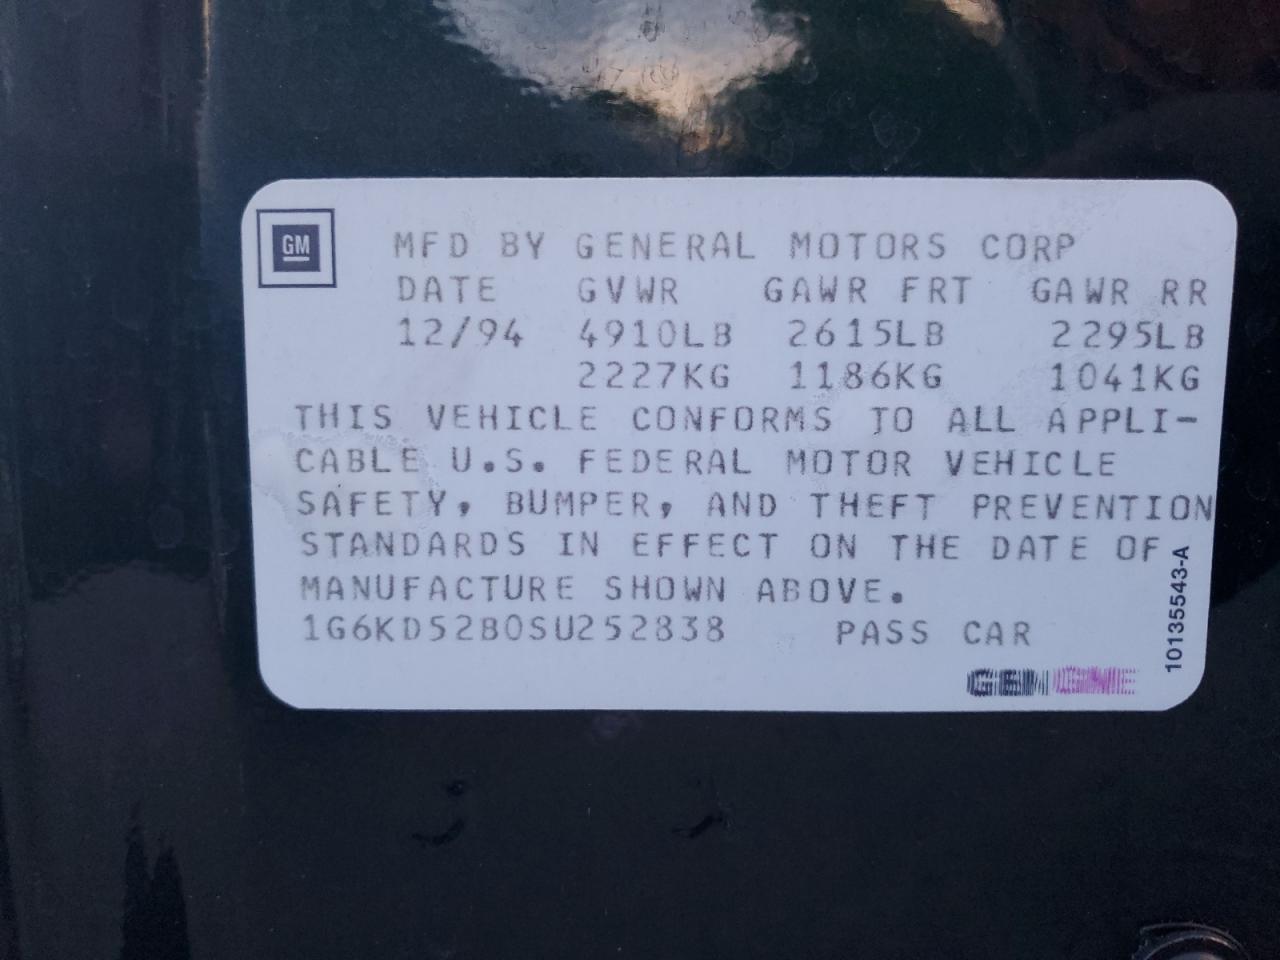 GM
MFD BY GENERAL MOTORS CORP
DATE GVWR GAWR FRT GAWR RR
12/94 4910LB 2615LB 2295LB
2227KG 1186KG 1041KG
THIS VEHICLE CONFORMS TO ALL APPLI-
CABLE U.S. FEDERAL MOTOR VEHICLE
SAFETY, BUMPER, AND THEFT PREVENTION
STANDARDS IN EFFECT ON THE DATE OF
MANUFACTURE SHOWN ABOVE.
1G6KD52B0SU252838 PASS CAR
10135543-A